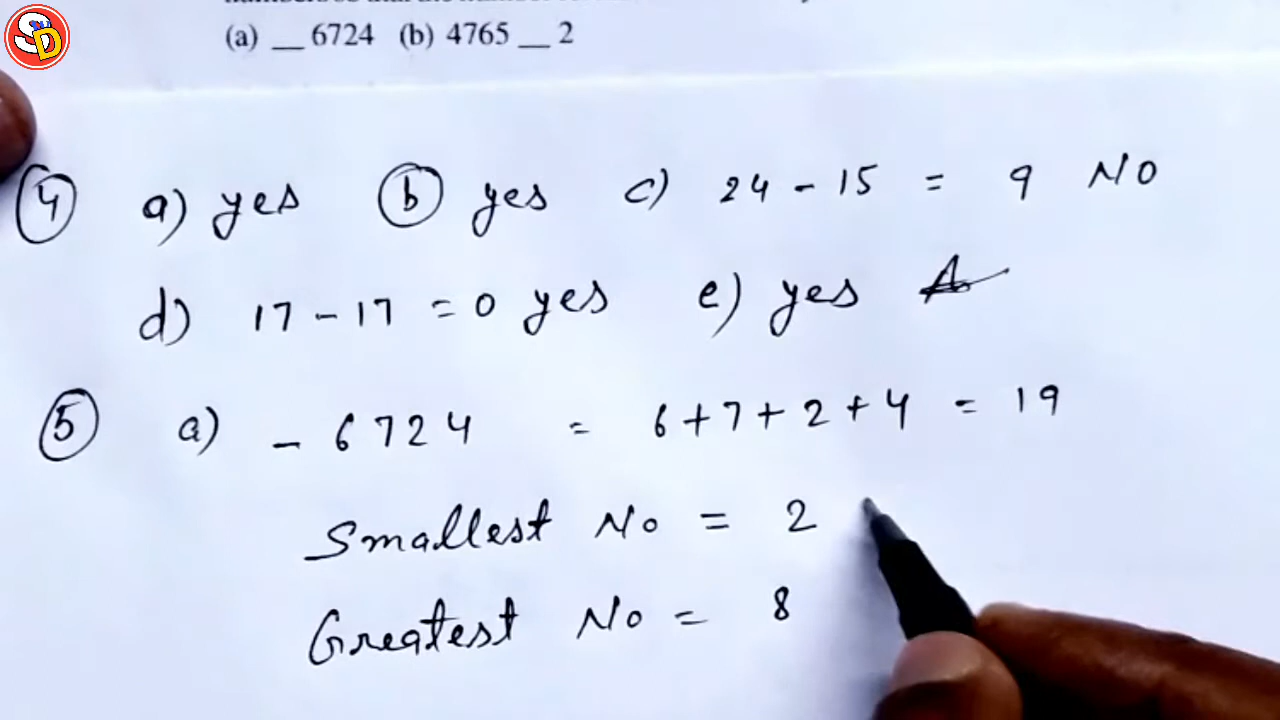 SD
(a) __ 6724 (b) 4765 __ 2
4 a) yes b yes c) 24 - 15 = 9 NO
d) 17 - 17 = 0 yes e) yes
5 a) - 6724 = 6 + 7 + 2 + 4 = 19
Smallest No = 2
Greatest No = 8